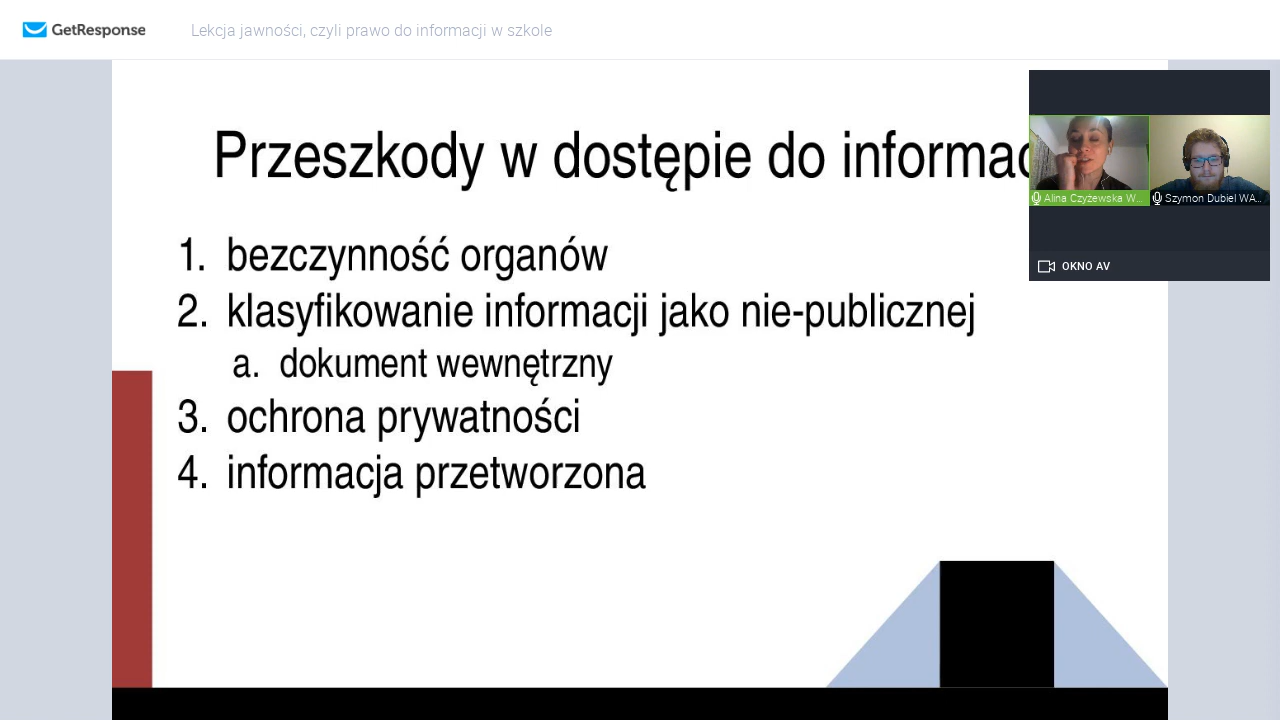 GetResponse
Lekcja jawności, czyli prawo do informacji w szkole
Przeszkody w dostępie do informac
1. bezczynność organów
2. klasyfikowanie informacji jako nie-publicznej
a. dokument wewnętrzny
3. ochrona prywatności
4. informacja przetworzona
Alina Czyżewska W...
Szymon Dubiel WA...
OKNO AV